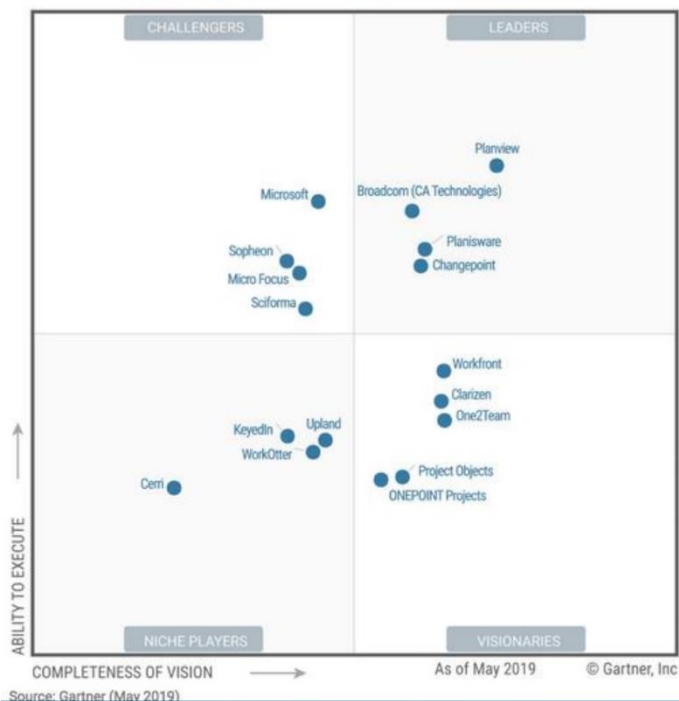 CHALLENGERS
LEADERS
Planview
Microsoft
Broadcom (CA Technologies)
Sopheon
Planisware
Micro Focus
Changepoint
Sciforma
Workfront
Clarizen
One2Team
KeyedIn
Upland
WorkOtter
Cerri
Project Objects
ONEPOINT Projects
ABILITY TO EXECUTE
NICHE PLAYERS
VISIONARIES
COMPLETENESS OF VISION
As of May 2019
© Gartner, Inc
Source: Gartner (May 2019)